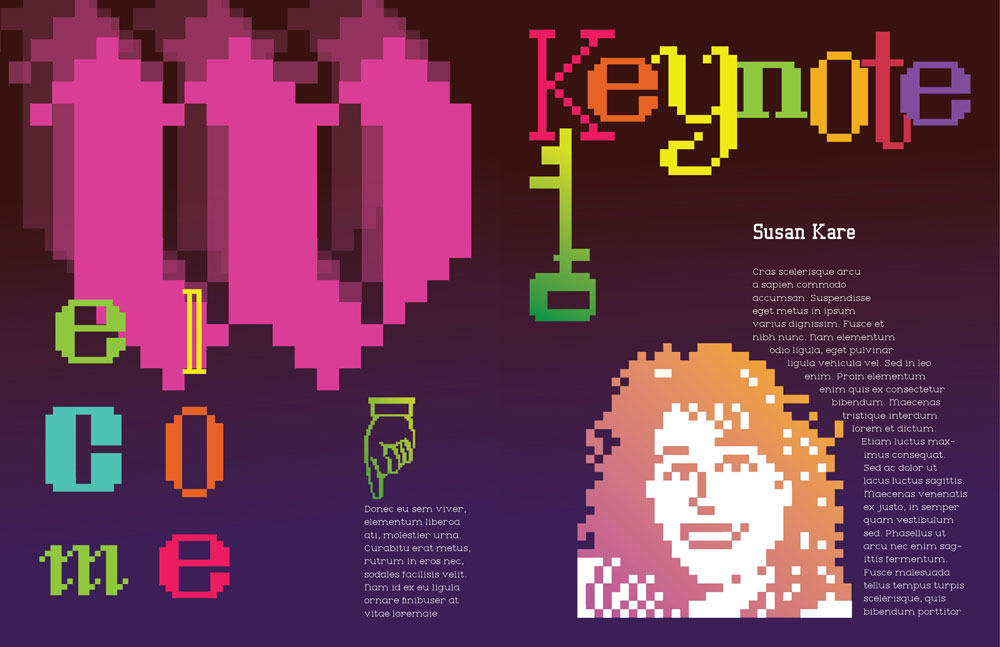 W
el
co
me
Donec eu sem viver,
elementum liberoa
ati, molestier urna.
Curabitu erat metus,
rutrum in eros nec,
sodales facilisis velit.
Nam id ex eu ligula
ornare finibuser at
vitae loremaie.
Keynote
Susan Kare
Cras scelerisque arcu
a sapien commodo
accumsan. Suspendisse
eget metus in ipsum
varius dignissim. Fusce et
nibh nunc. Nam elementum
odio ligula, eget pulvinar
ligula vehicula vel. Sed in leo
enim. Proin elementum
enim quis ex consectetur
bibendum. Maecenas
tristique interdum
lorem et dictum.
Etiam luctus max-
imus consequat.
Sed ac dolor ut
lacus luctus sagittis.
Maecenas venenatis
ex justo, in semper
quam vestibulum
sed. Phasellus ut
arcu nec enim sag-
ittis fermentum.
Fusce malesuada
tellus tempus turpis
scelerisque, quis
bibendum porttitor.